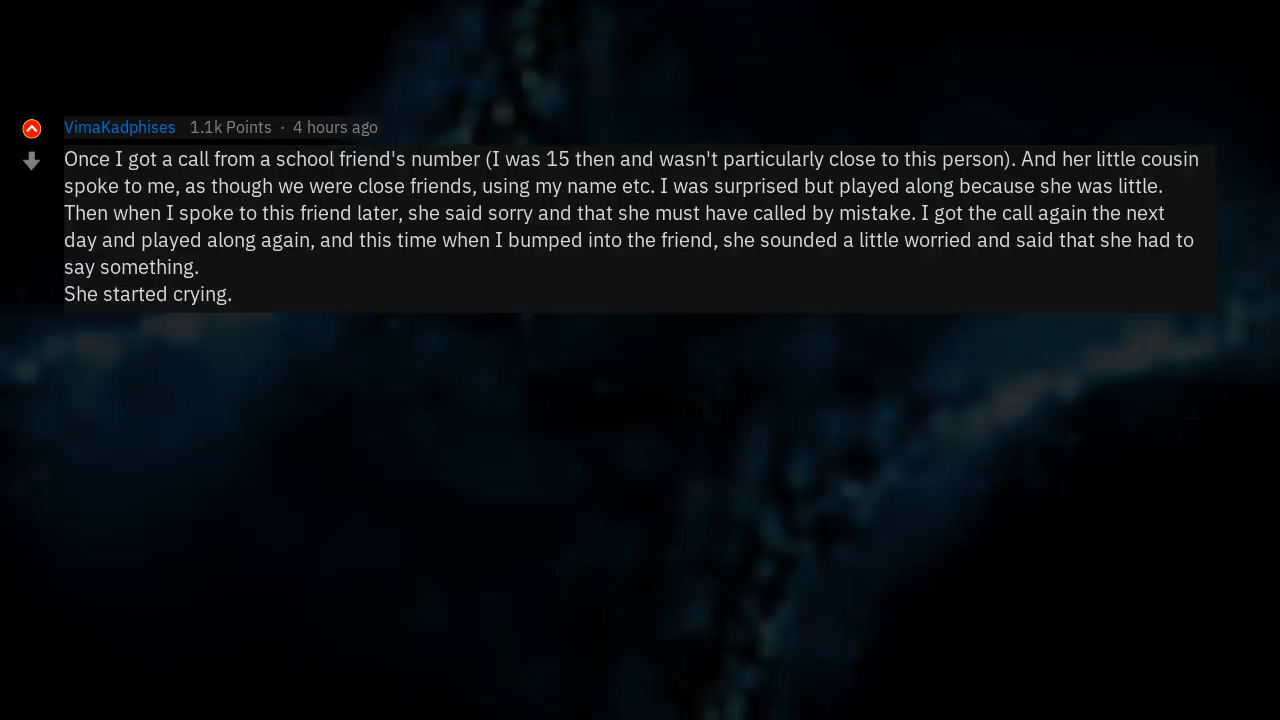 VimaKadphises 1.1k Points · 4 hours ago
Once I got a call from a school friend's number (I was 15 then and wasn't particularly close to this person). And her little cousin
spoke to me, as though we were close friends, using my name etc. I was surprised but played along because she was little.
Then when I spoke to this friend later, she said sorry and that she must have called by mistake. I got the call again the next
day and played along again, and this time when I bumped into the friend, she sounded a little worried and said that she had to
say something.
She started crying.